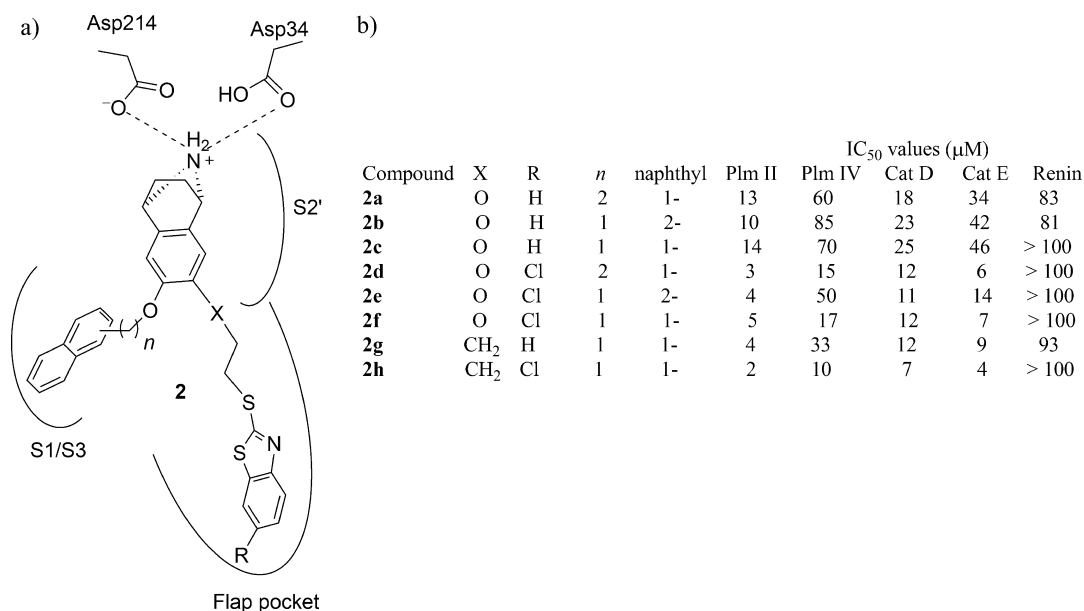 a)
b)
Asp214
Asp34
O
HO
⁻O
O
H₂
N⁺
S2'
O
X
n
2
S1/S3
S
S
N
R
Flap pocket
IC₅₀ values (μM)
Compound X R n naphthyl Plm II Plm IV Cat D Cat E Renin
2a O H 2 1- 13 60 18 34 83
2b O H 1 2- 10 85 23 42 81
2c O H 1 1- 14 70 25 46 > 100
2d O Cl 2 1- 3 15 12 6 > 100
2e O Cl 1 2- 4 50 11 14 > 100
2f O Cl 1 1- 5 17 12 7 > 100
2g CH₂ H 1 1- 4 33 12 9 93
2h CH₂ Cl 1 1- 2 10 7 4 > 100